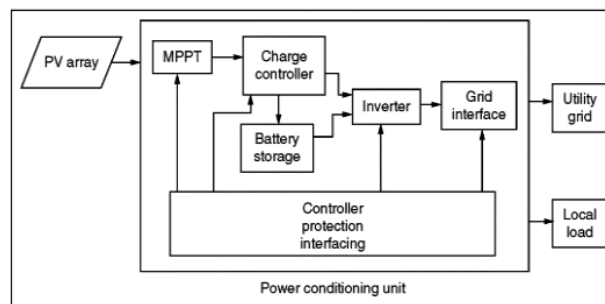 PV array
MPPT
Charge
controller
Battery
storage
Inverter
Grid
interface
Utility
grid
Local
load
Controller
protection
interfacing
Power conditioning unit